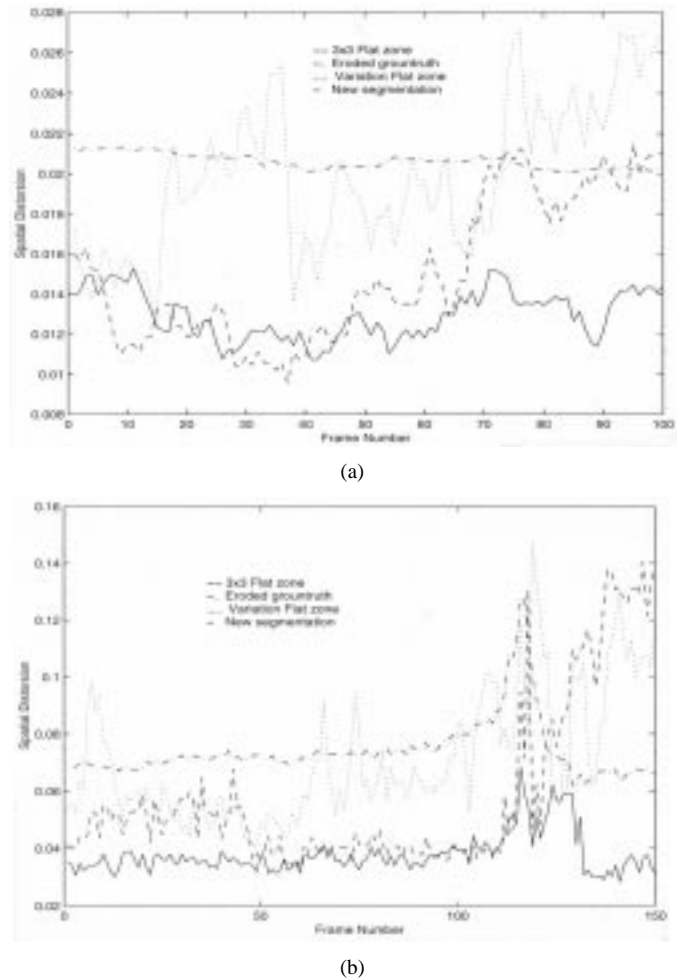 0.028
0.026
0.024
0.022
0.02
0.018
0.016
0.014
0.012
0.01
0.008
Spatial Distorsion
3x3 Flat zone
Eroded grountruth
Variation Flat zone
New segmentation
0 10 20 30 40 50 60 70 80 90 100
Frame Number
(a)
0.16
0.14
0.12
0.1
0.08
0.06
0.04
0.02
Spatial Distorsion
3x3 Flat zone
Eroded grountruth
Variation Flat zone
New segmentation
0 50 100 150
Frame Number
(b)